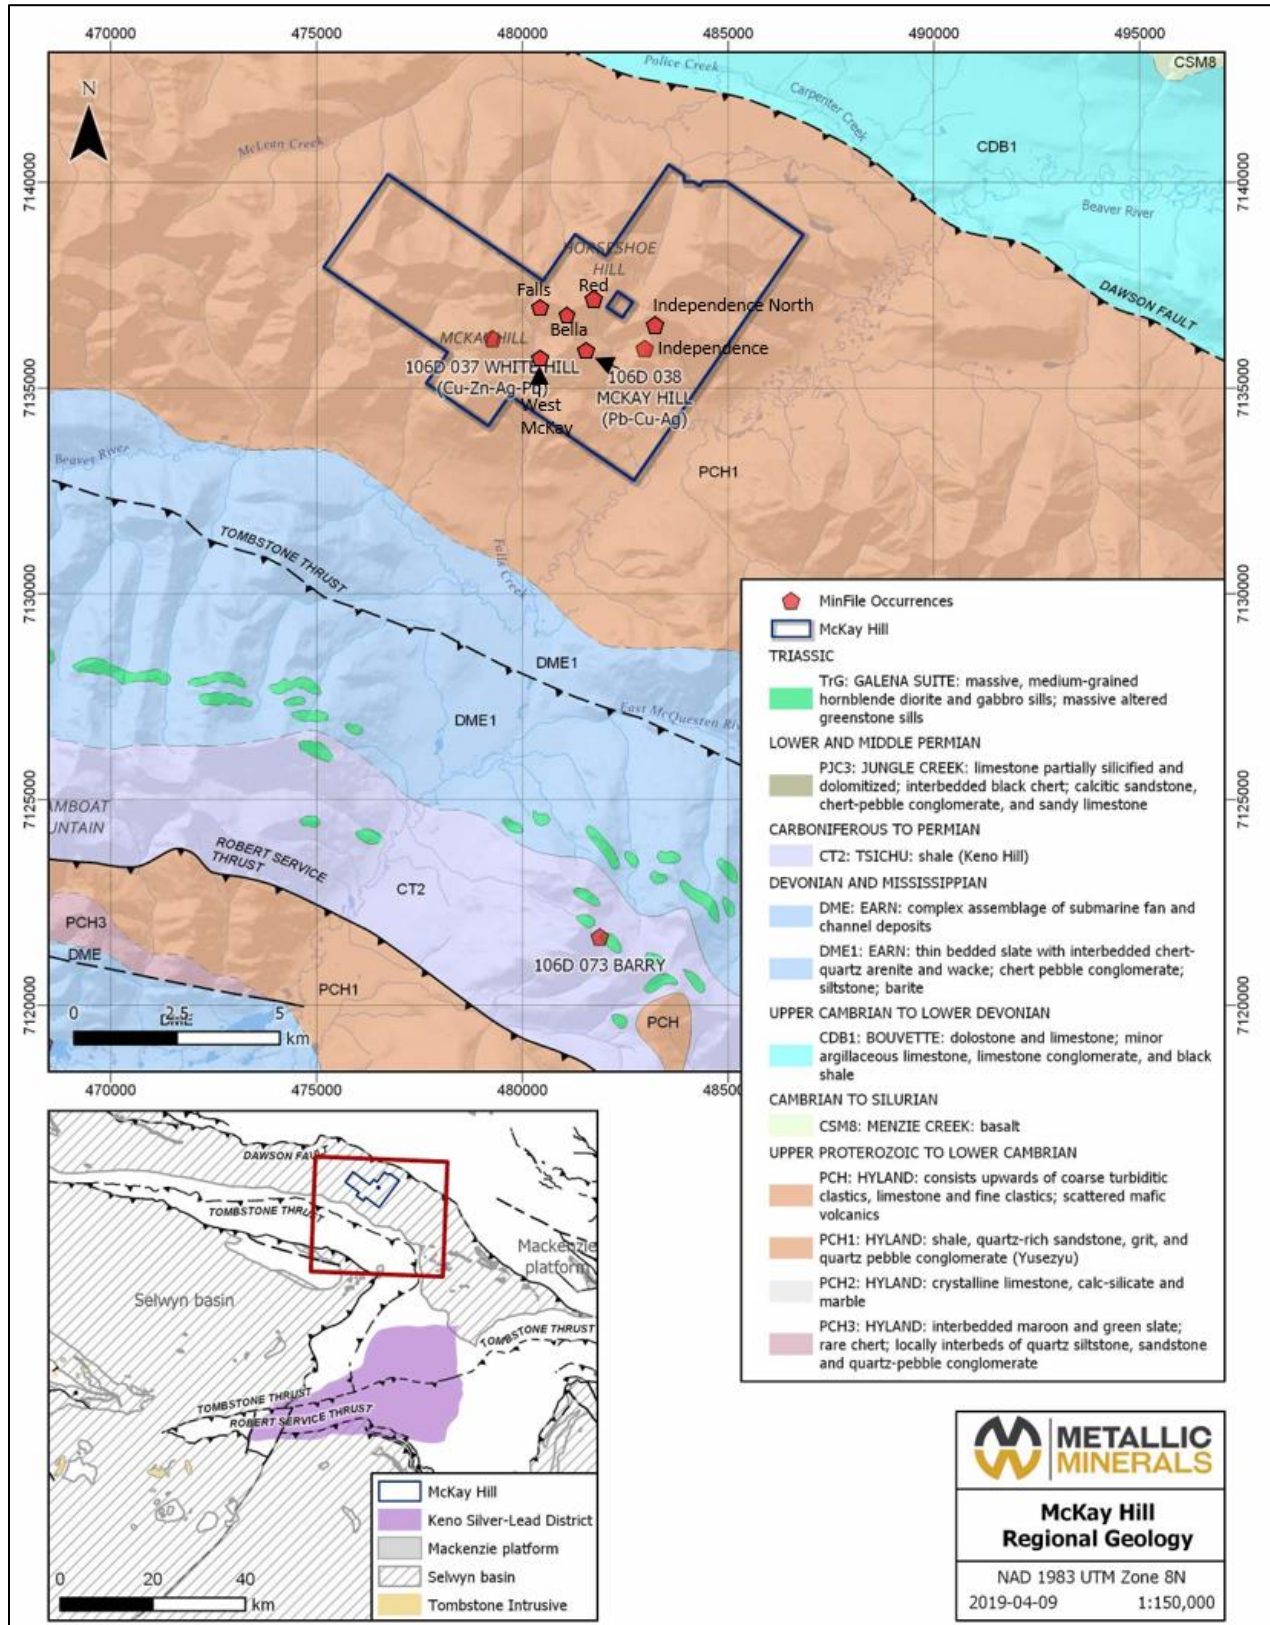 470000 475000 480000 485000 490000 495000
CSM8
Police Creek
Carpenter Creek
N
McLean Creek
CDB1
7140000
7140000
Beaver River
HORSESHOE
HILL
DAWSON FAULT
Falls
Red
Independence North
Bella
MCKAY HILL
Independence
106D 037 WHITE HILL
(Cu-Zn-Ag-Pb)
106D 038
MCKAY HILL
(Pb-Cu-Ag)
West
McKay
7135000
7135000
PCH1
Beaver River
TOMBSTONE THRUST
Falls Creek
7130000
7130000
DME1
DME1
East McQuesten Riv
7125000
7125000
AMBOAT
UNTAIN
ROBERT SERVICE
THRUST
CT2
PCH3
DME
106D 073 BARRY
PCH1
PCH
7120000
7120000
DME
0 2.5 5
km
470000 475000 480000 485000
MinFile Occurrences
McKay Hill
TRIASSIC
TrG: GALENA SUITE: massive, medium-grained
hornblende diorite and gabbro sills; massive altered
greenstone sills
LOWER AND MIDDLE PERMIAN
PJC3: JUNGLE CREEK: limestone partially silicified and
dolomitized; interbedded black chert; calcitic sandstone,
chert-pebble conglomerate, and sandy limestone
CARBONIFEROUS TO PERMIAN
CT2: TSICHU: shale (Keno Hill)
DEVONIAN AND MISSISSIPPIAN
DME: EARN: complex assemblage of submarine fan and
channel deposits
DME1: EARN: thin bedded slate with interbedded chert-
quartz arenite and wacke; chert pebble conglomerate;
siltstone; barite
UPPER CAMBRIAN TO LOWER DEVONIAN
CDB1: BOUVETTE: dolostone and limestone; minor
argillaceous limestone, limestone conglomerate, and black
shale
CAMBRIAN TO SILURIAN
CSM8: MENZIE CREEK: basalt
UPPER PROTEROZOIC TO LOWER CAMBRIAN
PCH: HYLAND: consists upwards of coarse turbiditic
clastics, limestone and fine clastics; scattered mafic
volcanics
PCH1: HYLAND: shale, quartz-rich sandstone, grit, and
quartz pebble conglomerate (Yusezyu)
PCH2: HYLAND: crystalline limestone, calc-silicate and
marble
PCH3: HYLAND: interbedded maroon and green slate;
rare chert; locally interbeds of quartz siltstone, sandstone
and quartz-pebble conglomerate
DAWSON FAULT
TOMBSTONE THRUST
Mackenzie
platform
Selwyn basin
TOMBSTONE THRUST
TOMBSTONE THRUST
ROBERT SERVICE THRUST
0 20 40
km
McKay Hill
Keno Silver-Lead District
Mackenzie platform
Selwyn basin
Tombstone Intrusive
METALLIC
MINERALS
McKay Hill
Regional Geology
NAD 1983 UTM Zone 8N
2019-04-09 1:150,000